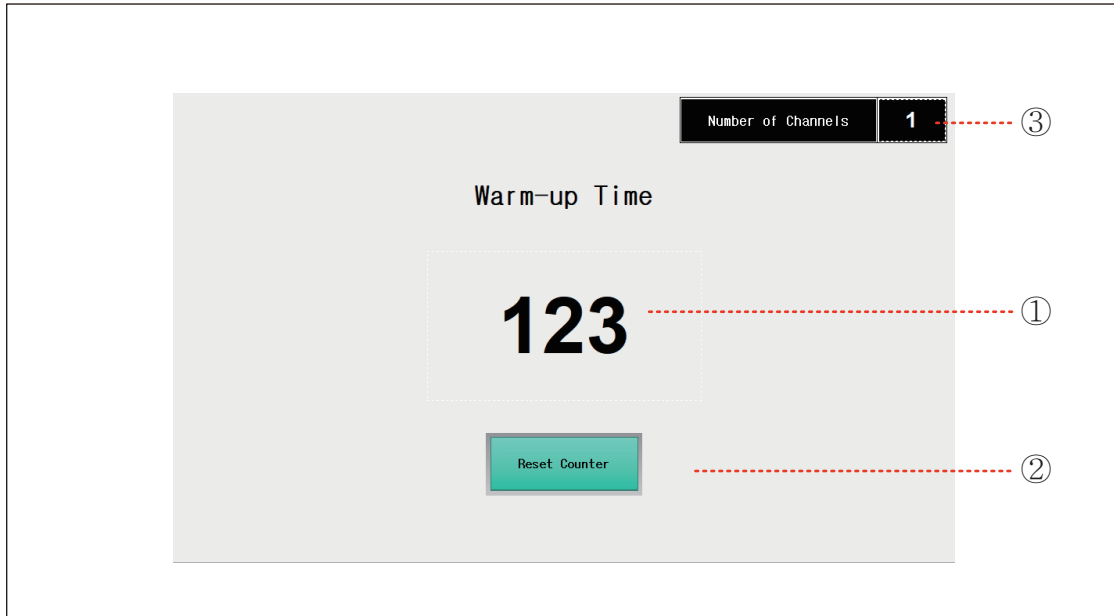 Number of Channels 1 ③
Warm-up Time
123 ①
Reset Counter ②